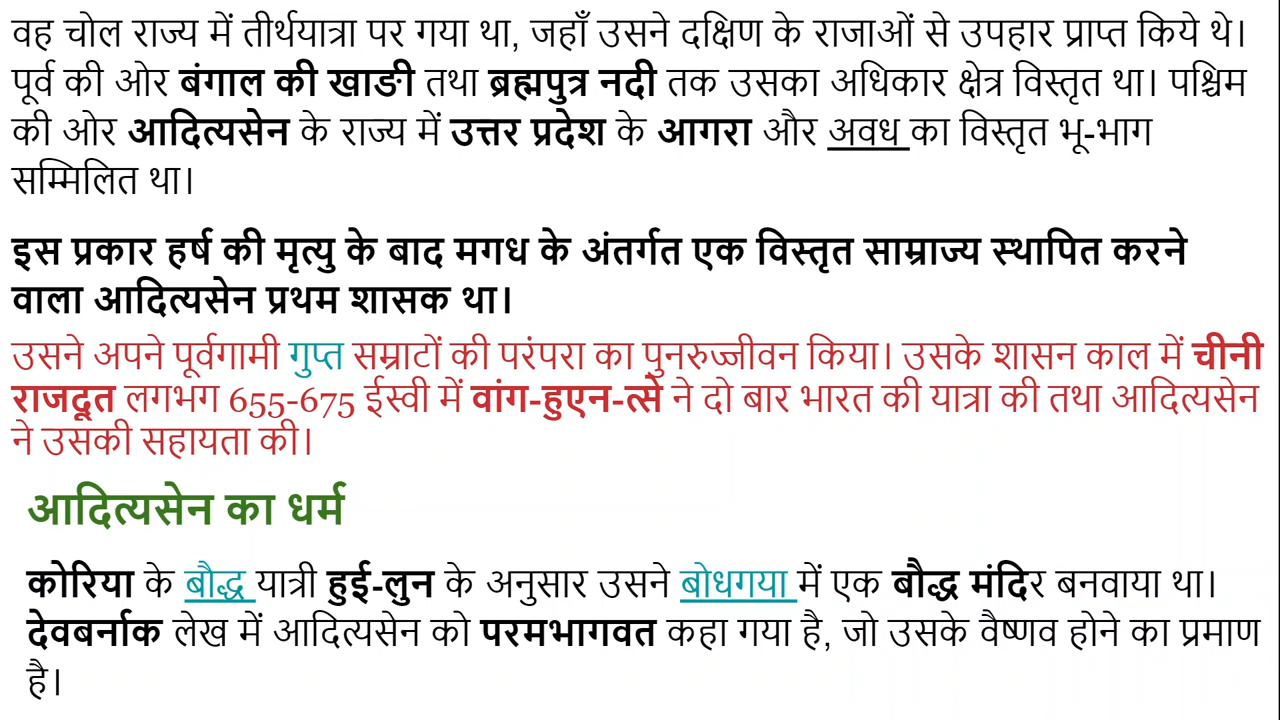 वह चोल राज्य में तीर्थयात्रा पर गया था, जहाँ उसने दक्षिण के राजाओं से उपहार प्राप्त किये थे।
पूर्व की ओर बंगाल की खाङी तथा ब्रह्मपुत्र नदी तक उसका अधिकार क्षेत्र विस्तृत था। पश्चिम
की ओर आदित्यसेन के राज्य में उत्तर प्रदेश के आगरा और अवध का विस्तृत भू-भाग
सम्मिलित था।
इस प्रकार हर्ष की मृत्यु के बाद मगध के अंतर्गत एक विस्तृत साम्राज्य स्थापित करने
वाला आदित्यसेन प्रथम शासक था।
उसने अपने पूर्वगामी गुप्त सम्राटों की परंपरा का पुनरुज्जीवन किया। उसके शासन काल में चीनी
राजदूत लगभग 655-675 ईस्वी में वांग-हुएन-त्से ने दो बार भारत की यात्रा की तथा आदित्यसेन
ने उसकी सहायता की।
आदित्यसेन का धर्म
कोरिया के बौद्ध यात्री हुई-लुन के अनुसार उसने बोधगया में एक बौद्ध मंदिर बनवाया था।
देवबर्नाक लेख में आदित्यसेन को परमभागवत कहा गया है, जो उसके वैष्णव होने का प्रमाण
है।